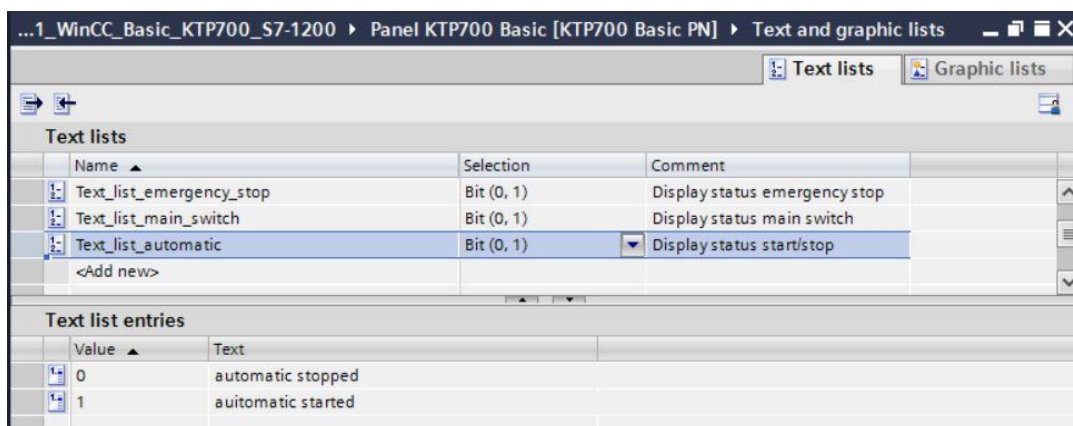 ...1_WinCC_Basic_KTP700_S7-1200 ▸ Panel KTP700 Basic [KTP700 Basic PN] ▸ Text and graphic lists
Text lists Graphic lists
Text lists
Name Selection Comment
Text_list_emergency_stop Bit (0, 1) Display status emergency stop
Text_list_main_switch Bit (0, 1) Display status main switch
Text_list_automatic Bit (0, 1) Display status start/stop
<Add new>
Text list entries
Value Text
0 automatic stopped
1 auitomatic started